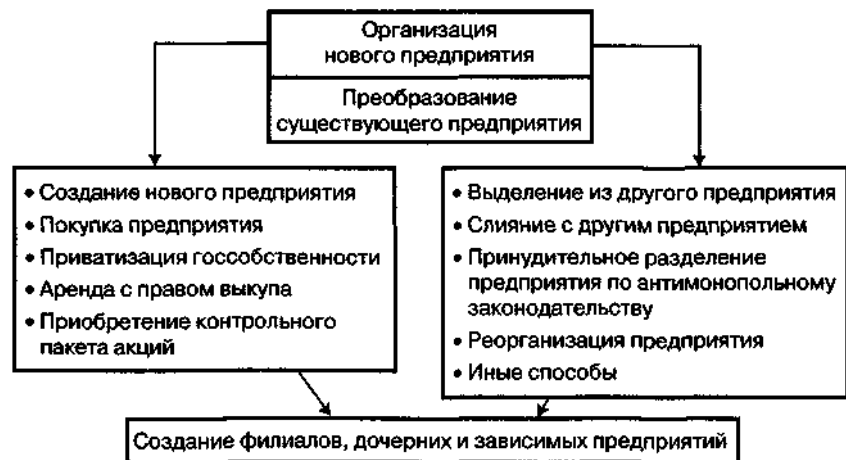 Организация
нового предприятия
Преобразование
существующего предприятия
• Создание нового предприятия
• Покупка предприятия
• Приватизация госсобственности
• Аренда с правом выкупа
• Приобретение контрольного
пакета акций
• Выделение из другого предприятия
• Слияние с другим предприятием
• Принудительное разделение
предприятия по антимонопольному
законодательству
• Реорганизация предприятия
• Иные способы
Создание филиалов, дочерних и зависимых предприятий